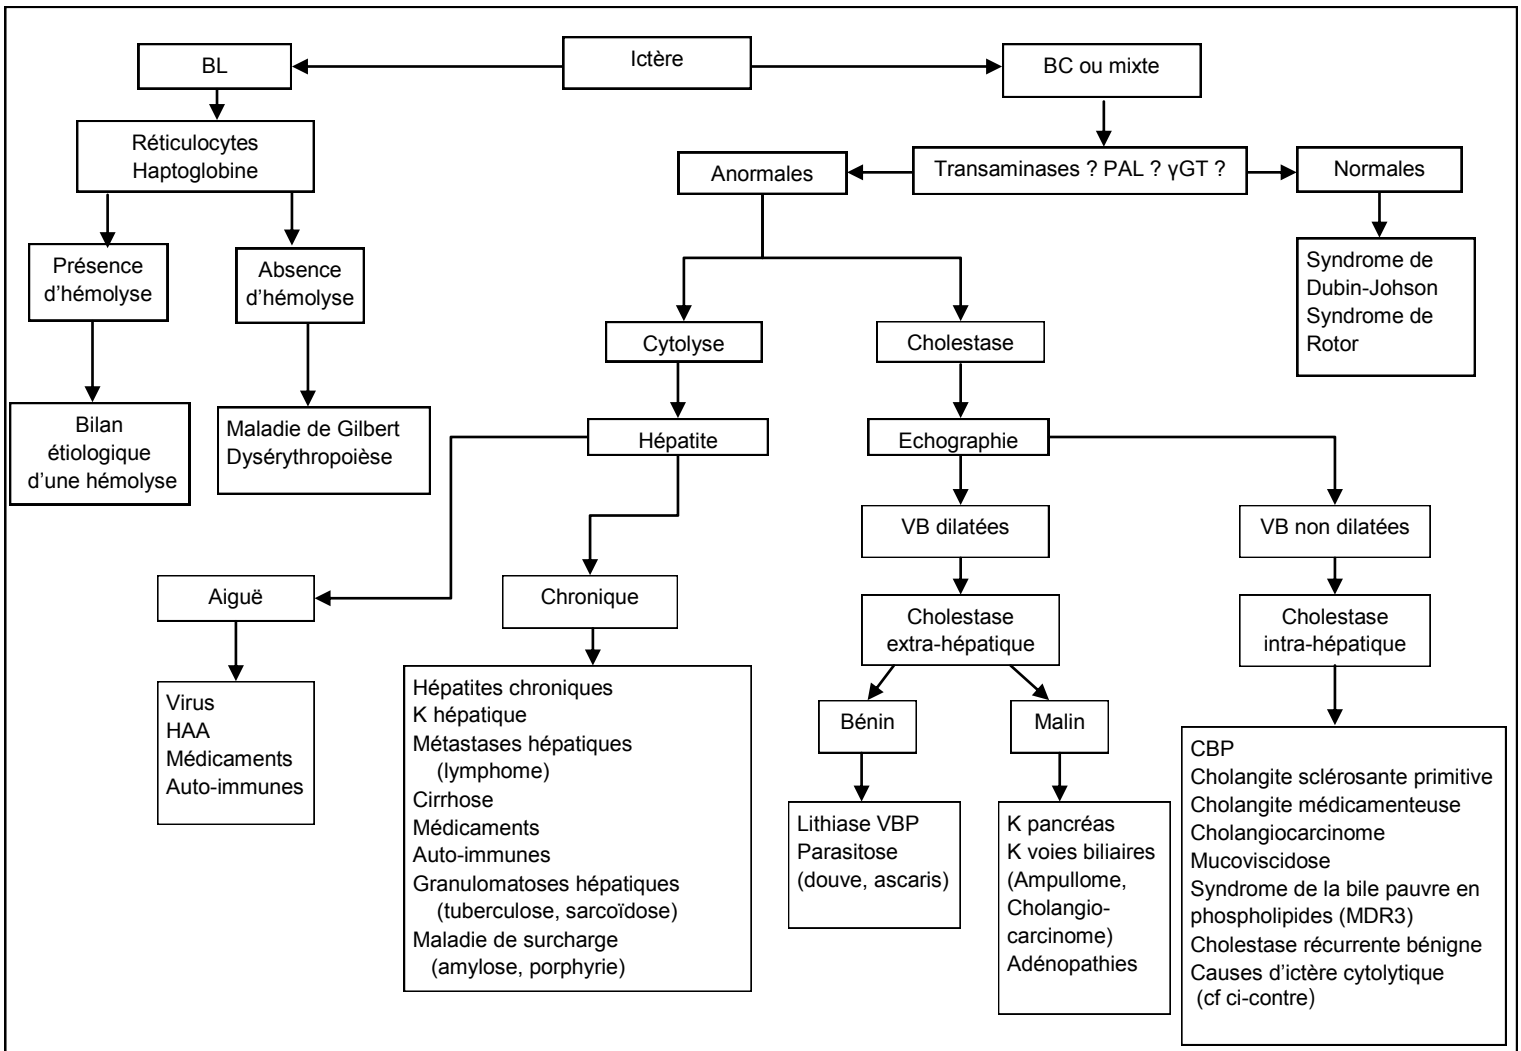 Ictère
BL
BC ou mixte
Réticulocytes
Haptoglobine
Anormales
Transaminases ? PAL ? γGT ?
Normales
Présence
d'hémolyse
Absence
d'hémolyse
Syndrome de
Dubin-Johson
Syndrome de
Rotor
Cytolyse
Cholestase
Bilan
étiologique
d'une hémolyse
Maladie de Gilbert
Dysérythropoièse
Hépatite
Echographie
VB dilatées
VB non dilatées
Aiguë
Chronique
Cholestase
extra-hépatique
Cholestase
intra-hépatique
Virus
HAA
Médicaments
Auto-immunes
Hépatites chroniques
K hépatique
Métastases hépatiques
(lymphome)
Cirrhose
Médicaments
Auto-immunes
Granulomatoses hépatiques
(tuberculose, sarcoïdose)
Maladie de surcharge
(amylose, porphyrie)
Bénin
Malin
Lithiase VBP
Parasitose
(douve, ascaris)
K pancréas
K voies biliaires
(Ampullome,
Cholangio-
carcinome)
Adénopathies
CBP
Cholangite sclérosante primitive
Cholangite médicamenteuse
Cholangiocarcinome
Mucoviscidose
Syndrome de la bile pauvre en
phospholipides (MDR3)
Cholestase récurrente bénigne
Causes d'ictère cytolytique
(cf ci-contre)